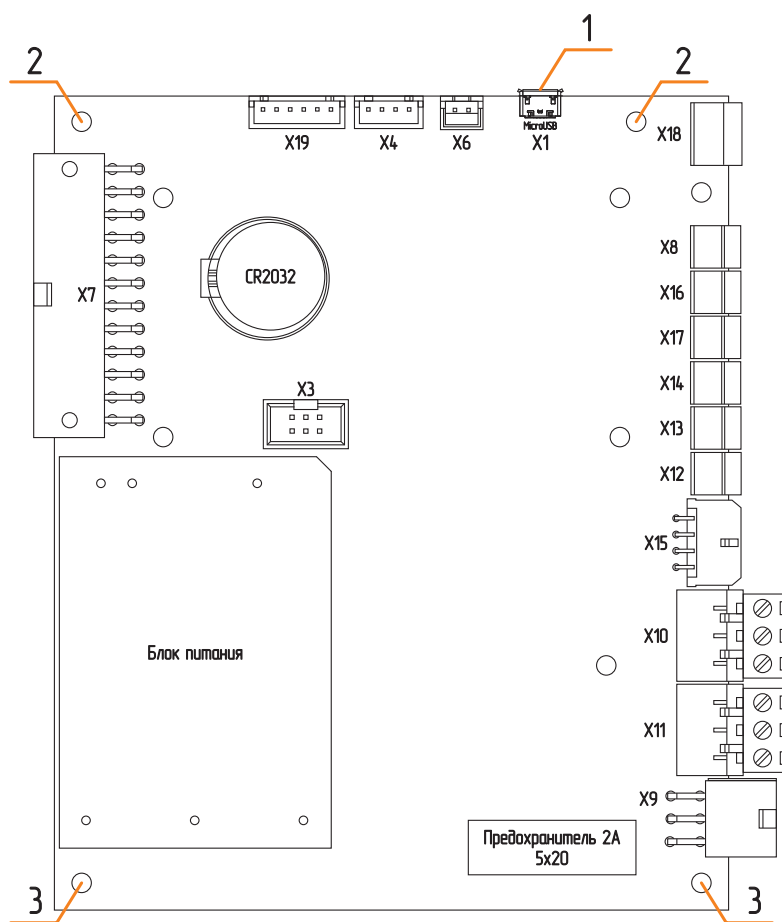 1
2
2
X19
X4
X6
MicroUSB
X1
X18
X8
X7
CR2032
X16
X17
X3
X14
X13
X12
X15
Блок питания
X10
X11
X9
Предохранитель 2А
5x20
3
3